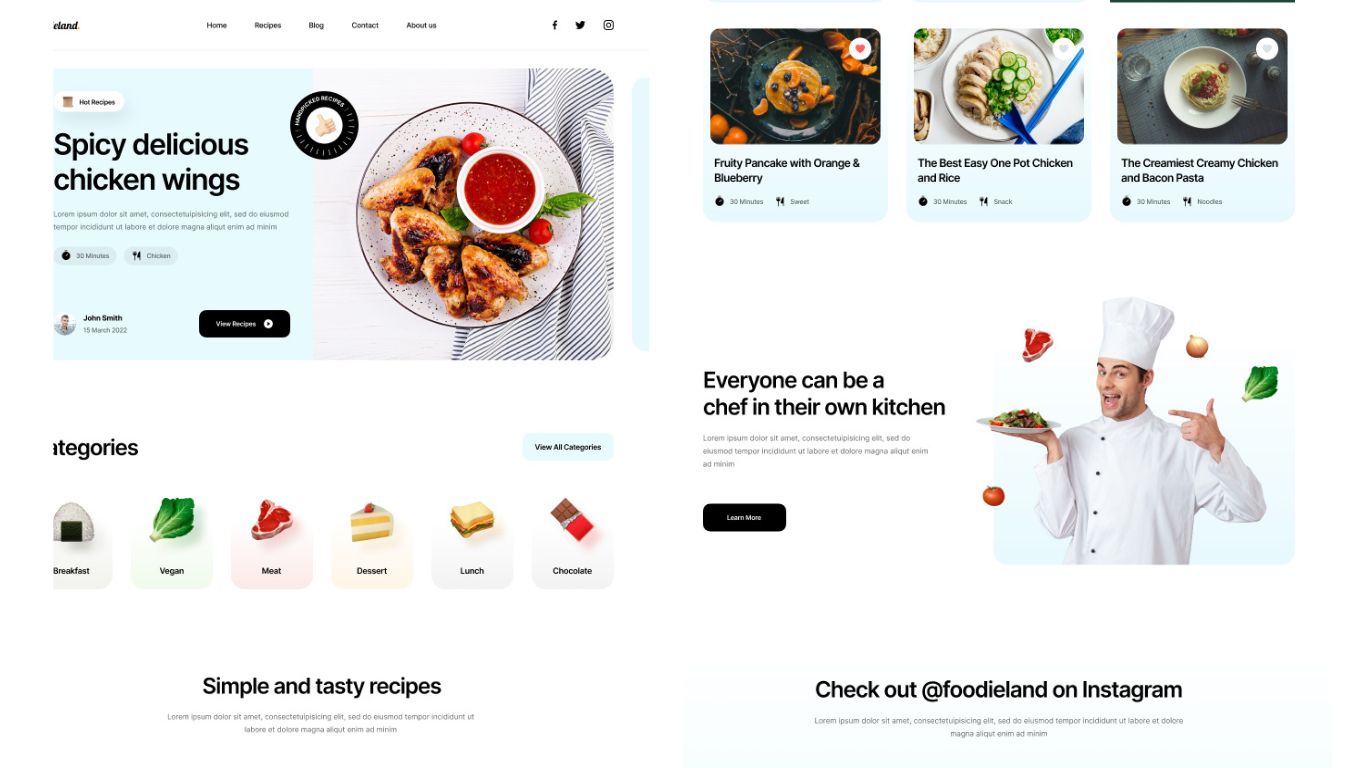 eland.
Home Recipes Blog Contact About us
Hot Recipes
HANDPICKED RECIPES
Spicy delicious
chicken wings
Lorem ipsum dolor sit amet, consectetuipisicing elit, sed do eiusmod
tempor incididunt ut labore et dolore magna aliqut enim ad minim
30 Minutes Chicken
John Smith
15 March 2022
View Recipes
ategories
View All Categories
Breakfast Vegan Meat Dessert Lunch Chocolate
Simple and tasty recipes
Lorem ipsum dolor sit amet, consectetuipisicing elit, sed do eiusmod tempor incididunt ut
labore et dolore magna aliqut enim ad minim
Fruity Pancake with Orange &
Blueberry
30 Minutes Sweet
The Best Easy One Pot Chicken
and Rice
30 Minutes Snack
The Creamiest Creamy Chicken
and Bacon Pasta
30 Minutes Noodles
Everyone can be a
chef in their own kitchen
Lorem ipsum dolor sit amet, consectetuipisicing elit, sed do
eiusmod tempor incididunt ut labore et dolore magna aliqut enim
ad minim
Learn More
Check out @foodieland on Instagram
Lorem ipsum dolor sit amet, consectetuipisicing elit, sed do eiusmod tempor incididunt ut labore et dolore
magna aliqut enim ad minim